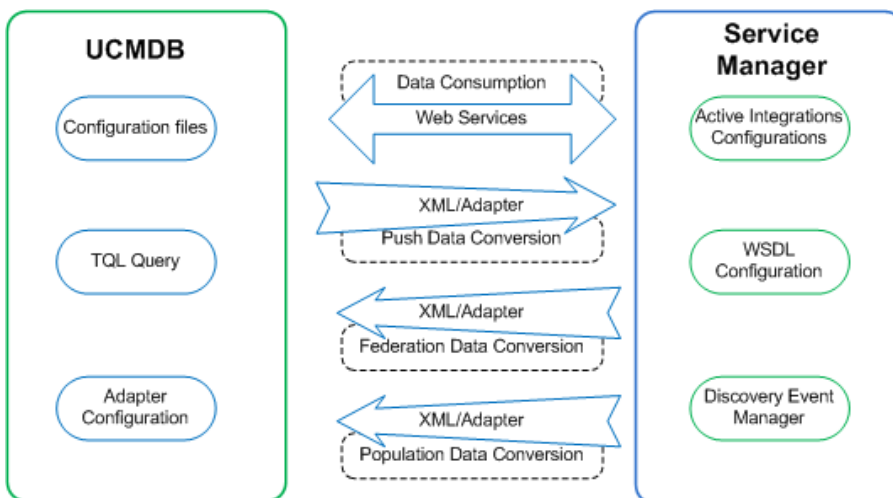 UCMDB
Configuration files
TQL Query
Adapter
Configuration
Data Consumption
Web Services
XML/Adapter
Push Data Conversion
XML/Adapter
Federation Data Conversion
XML/Adapter
Population Data Conversion
Service
Manager
Active Integrations
Configurations
WSDL
Configuration
Discovery Event
Manager